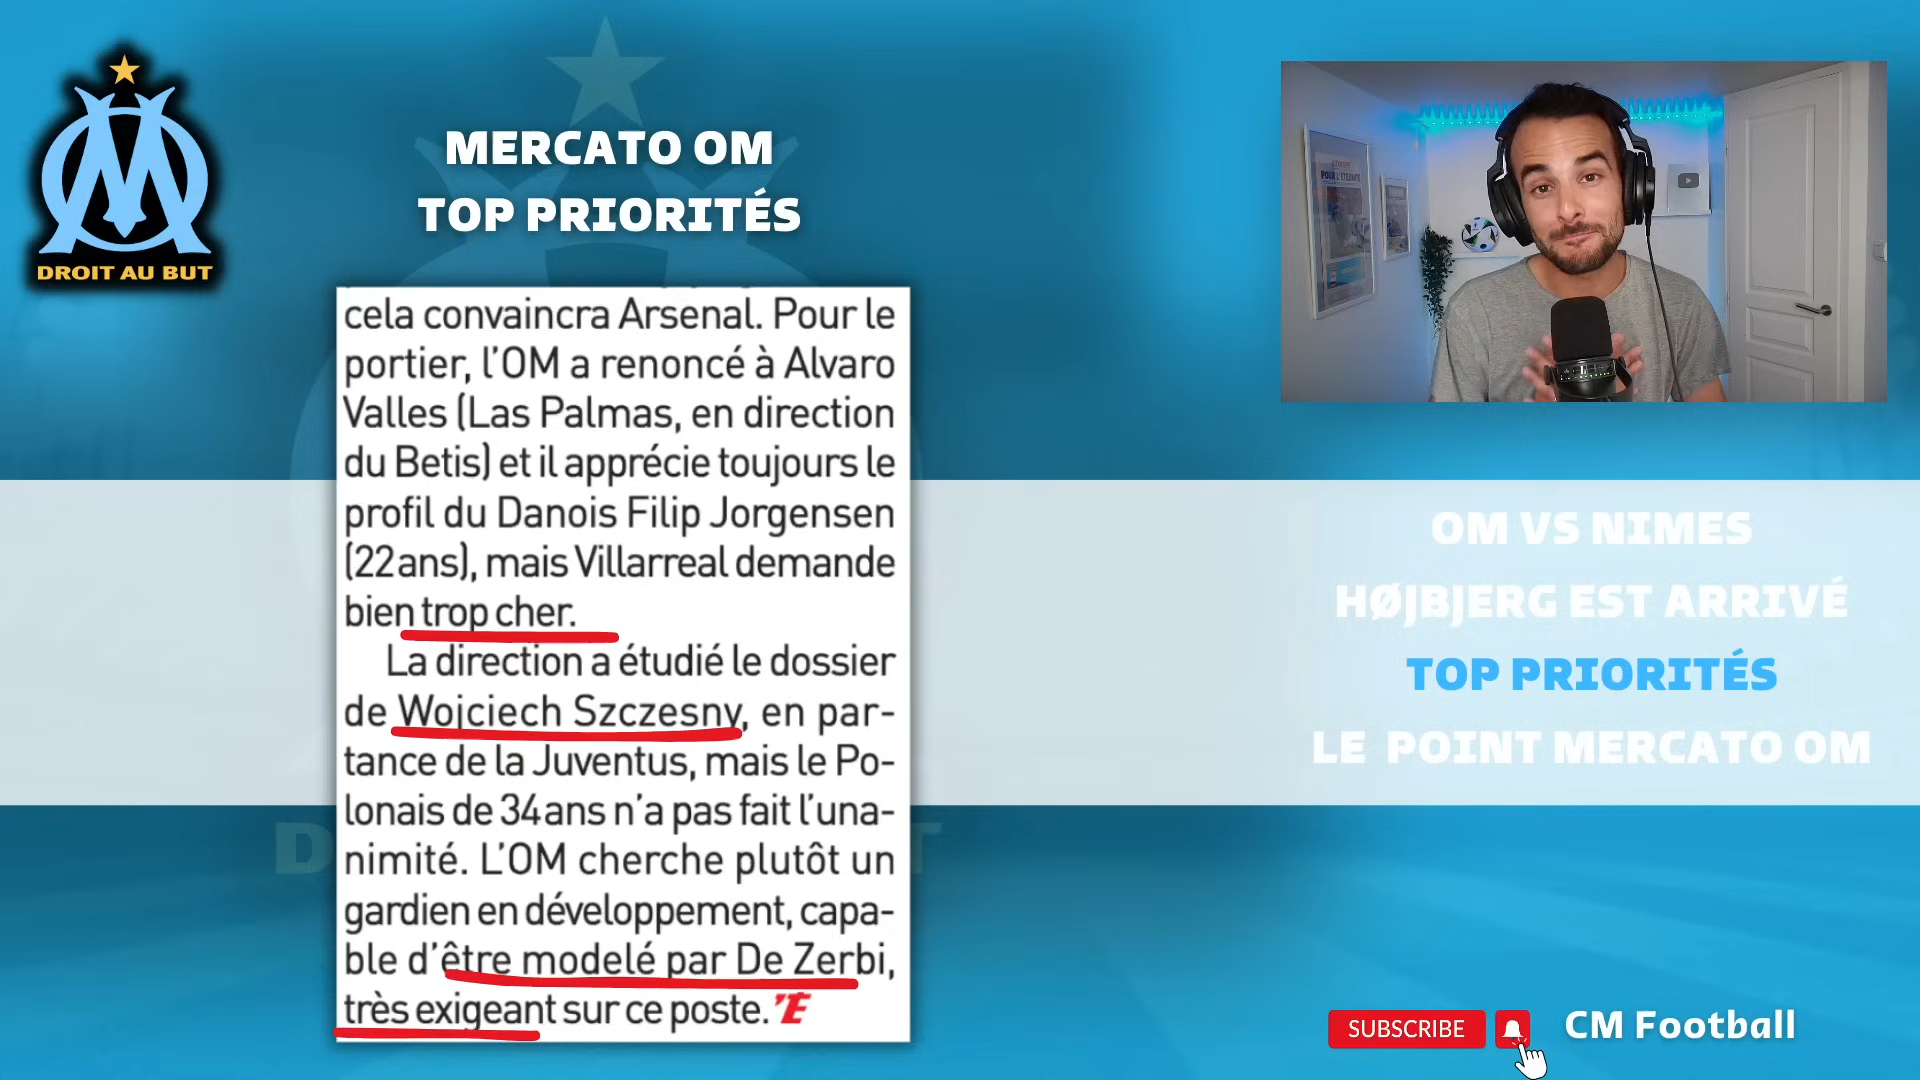 DROIT AU BUT
MERCATO OM
TOP PRIORITÉS
cela convaincra Arsenal. Pour le
portier, l'OM a renoncé à Alvaro
Valles (Las Palmas, en direction
du Betis) et il apprécie toujours le
profil du Danois Filip Jorgensen
(22 ans), mais Villarreal demande
bien trop cher.
La direction a étudié le dossier
de Wojciech Szczesny, en par-
tance de la Juventus, mais le Po-
lonais de 34 ans n'a pas fait l'una-
nimité. L'OM cherche plutôt un
gardien en développement, capa-
ble d'être modelé par De Zerbi,
très exigeant sur ce poste. 'É
POUR L'ÉTERNITÉ
OM VS NIMES
HØJBJERG EST ARRIVÉ
TOP PRIORITÉS
LE POINT MERCATO OM
SUBSCRIBE
CM Football